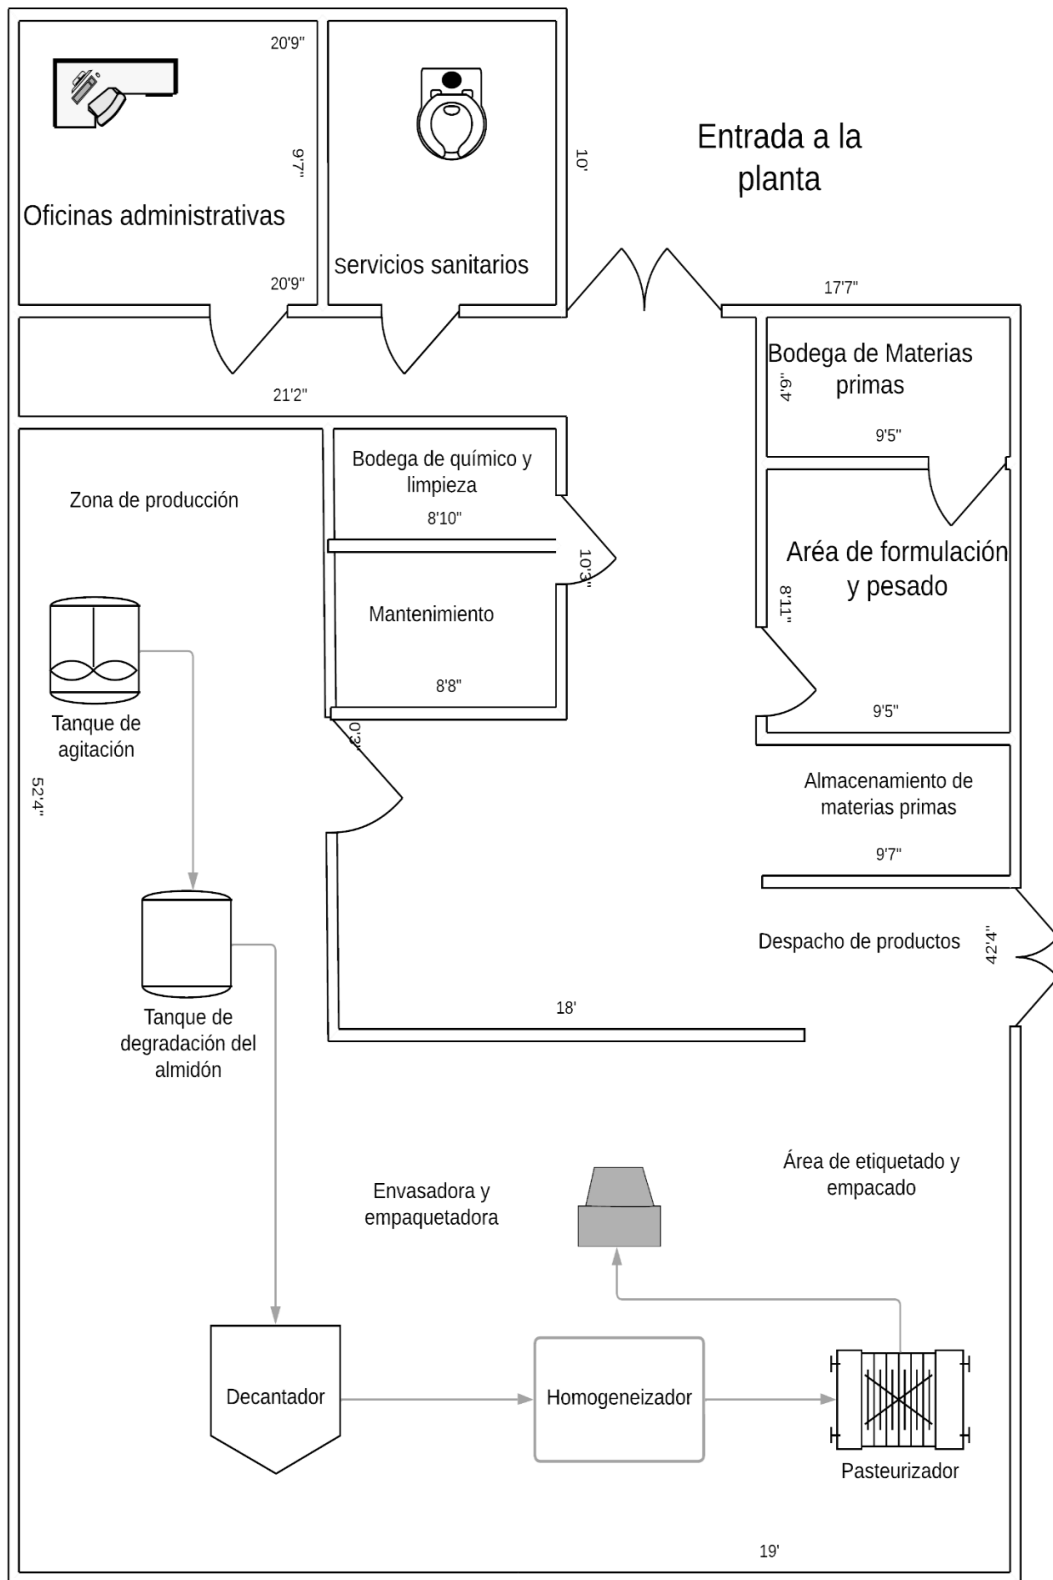 20'9"
9'7"
10'
Entrada a la
planta
Oficinas administrativas
Servicios sanitarios
20'9"
17'7"
Bodega de Materias
primas
4'9"
21'2"
9'5"
Bodega de químico y
limpieza
8'10"
Zona de producción
10'3"
Aréa de formulación
y pesado
8'11"
Mantenimiento
8'8"
9'5"
Tanque de
agitación
0'3"
52'4"
Almacenamiento de
materias primas
9'7"
Despacho de productos
42'4"
18'
Tanque de
degradación del
almidón
Envasadora y
empaquetadora
Área de etiquetado y
empacado
Decantador
Homogeneizador
Pasteurizador
19'